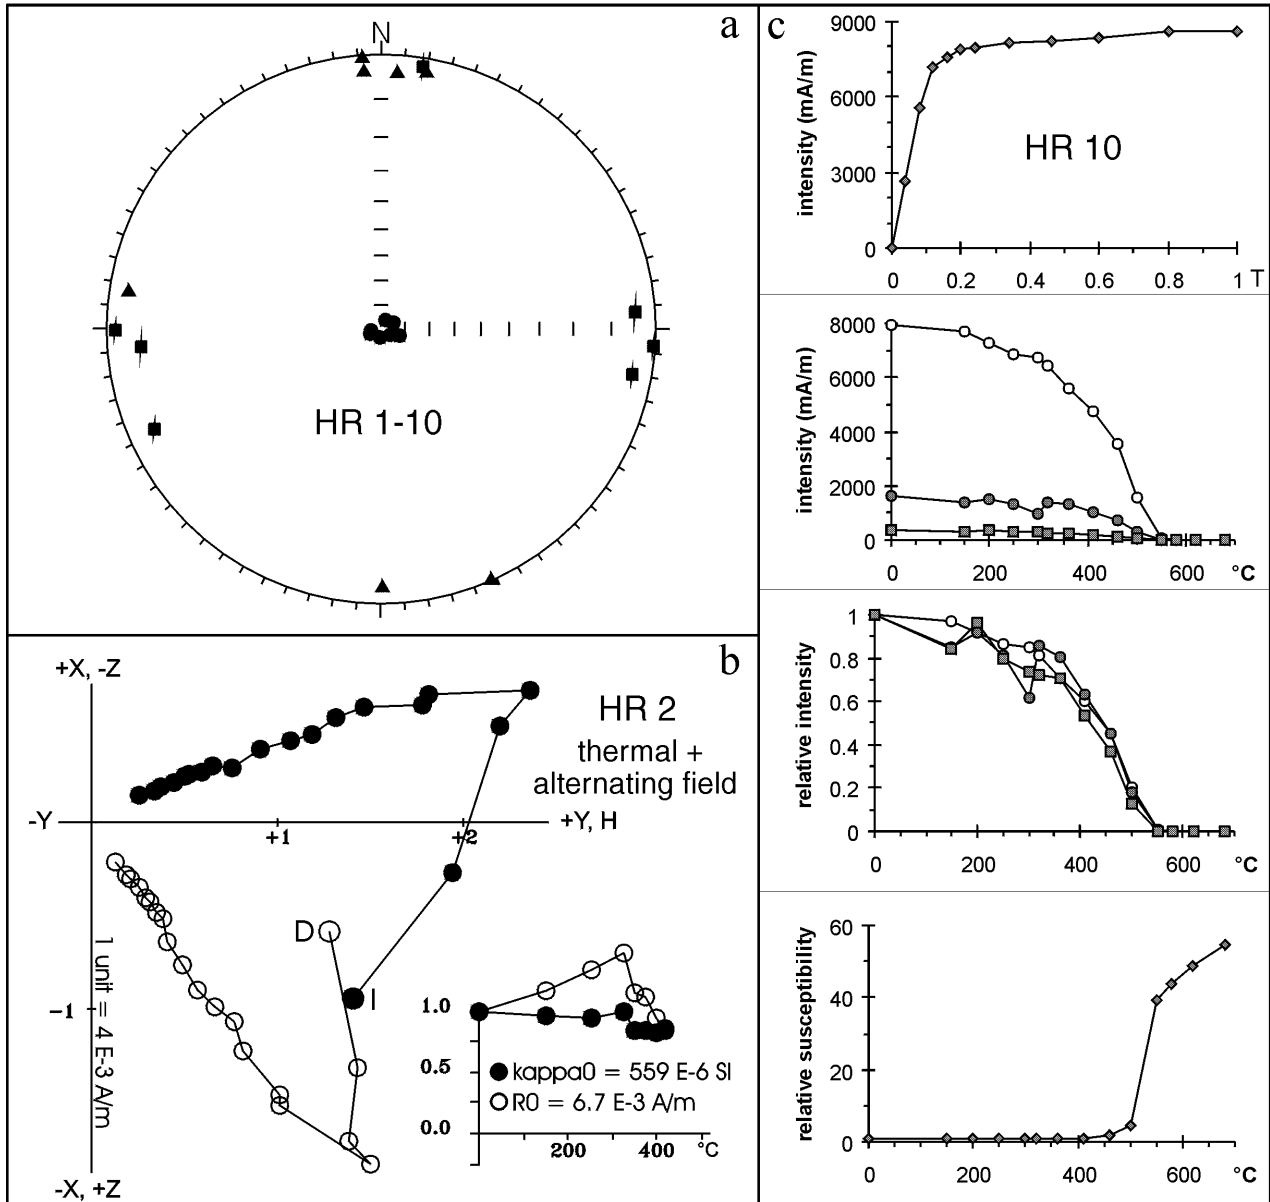 a
N
HR 1-10
b
+X, -Z
HR 2
thermal +
alternating field
-Y
+1
+2
+Y, H
D
I
-1
1 unit = 4 E-3 A/m
1.0
0.5
0.0
kappa0 = 559 E-6 SI
R0 = 6.7 E-3 A/m
200
400
°C
-X, +Z
c
intensity (mA/m)
9000
6000
3000
0
HR 10
0 0.2 0.4 0.6 0.8 1 T
intensity (mA/m)
8000
6000
4000
2000
0
0 200 400 600 °C
relative intensity
1
0.8
0.6
0.4
0.2
0
0 200 400 600 °C
relative susceptibility
60
40
20
0
0 200 400 600 °C